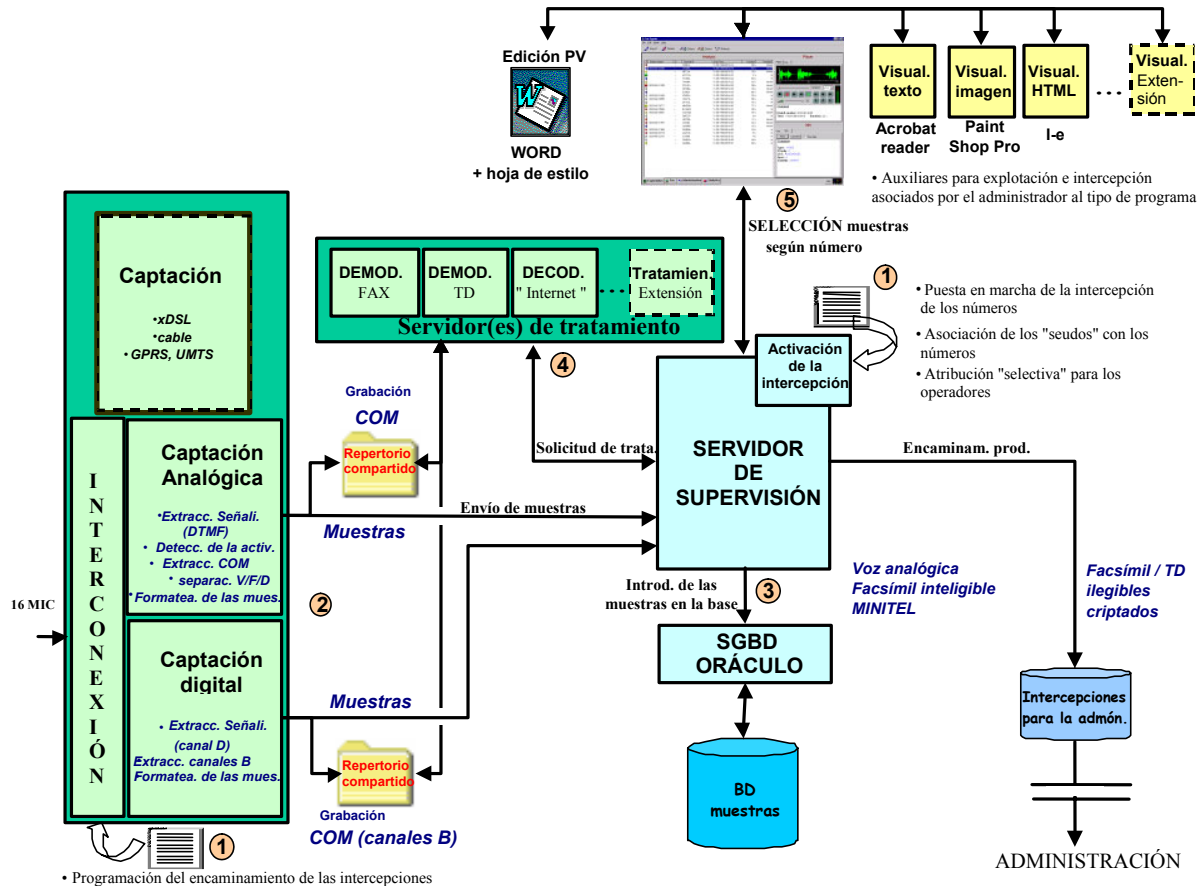 Edición PV
WORD
+ hoja de estilo
Visual.
texto
Acrobat
reader
Visual.
imagen
Paint
Shop Pro
Visual.
HTML
I-e
...
Visual.
Exten-
sión
• Auxiliares para explotación e intercepción
asociados por el administrador al tipo de programa
5
SELECCIÓN muestras
según número
1
• Puesta en marcha de la intercepción
de los números
• Asociación de los "seudos" con los
números
• Atribución "selectiva" para los
operadores
Activación
de la
intercepción
DEMOD.
FAX
DEMOD.
TD
DECOD.
" Internet "
...
Tratamien.
Extensión
Servidor(es) de tratamiento
4
Captación
•xDSL
•cable
• GPRS, UMTS
Grabación
COM
Repertorio
compartido
Solicitud de trata.
SERVIDOR
DE
SUPERVISIÓN
Encaminam. prod.
INTERCONEXIÓN
Captación
Analógica
•Extracc. Señali.
(DTMF)
• Detecc. de la activ.
• Extracc. COM
• separac. V/F/D
•Formatea. de las mues.
Muestras
Envío de muestras
16 MIC
2
Introd. de las
muestras en la base
3
Voz analógica
Facsímil inteligible
MINITEL
Facsímil / TD
ilegibles
criptados
Captación
digital
• Extracc. Señali.
(canal D)
Extracc. canales B
Formatea. de las mues.
Muestras
Repertorio
compartido
Grabación
COM (canales B)
SGBD
ORÁCULO
BD
muestras
Intercepciones
para la admón.
ADMINISTRACIÓN
1
• Programación del encaminamiento de las intercepciones